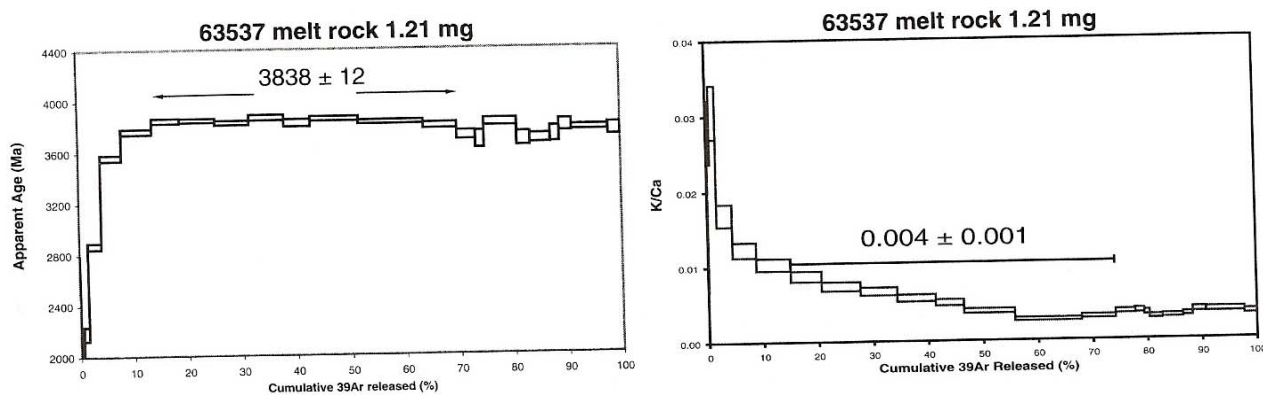 63537 melt rock 1.21 mg
4400
4000
3600
3200
2800
2400
2000
Apparent Age (Ma)
3838 ± 12
0 10 20 30 40 50 60 70 80 90 100
Cumulative 39Ar released (%)
63537 melt rock 1.21 mg
0.04
0.03
0.02
0.01
0.00
K/Ca
0.004 ± 0.001
0 10 20 30 40 50 60 70 80 90 100
Cumulative 39Ar Released (%)